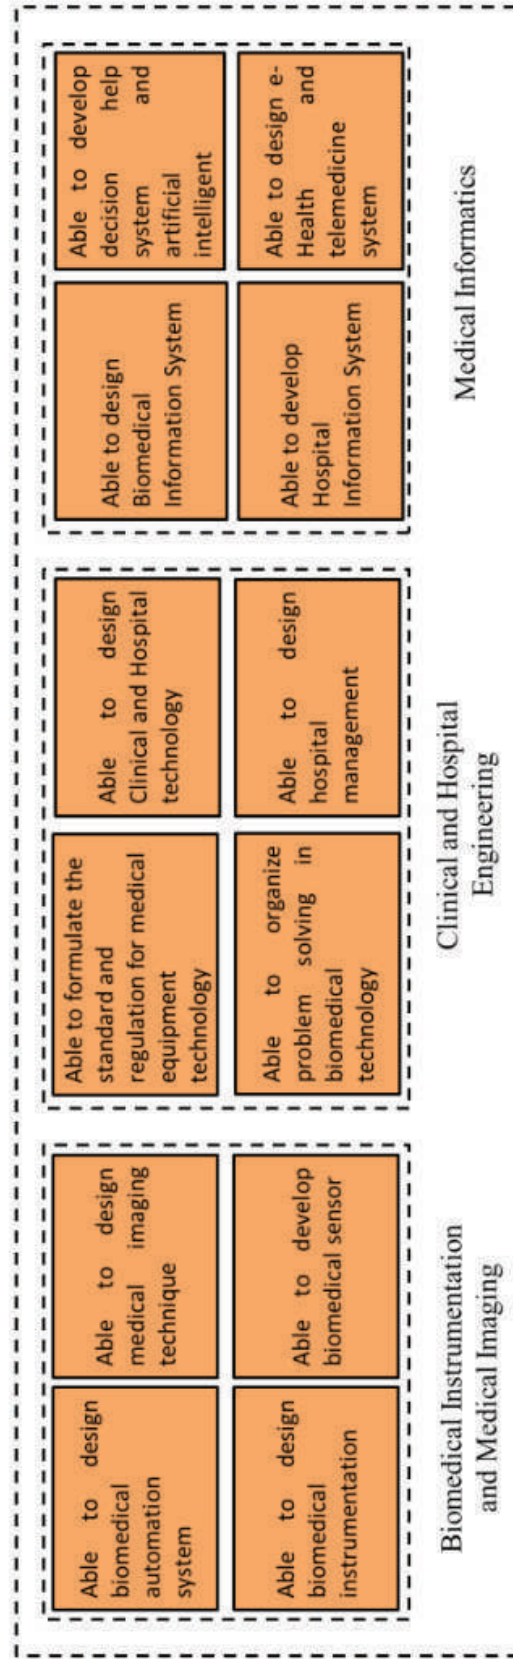 Able to design
biomedical
automation
system
Able to design
medical imaging
technique
Able to design
biomedical
instrumentation
Able to develop
biomedical sensor
Biomedical Instrumentation
and Medical Imaging
Able to formulate the
standard and
regulation for medical
equipment
technology
Able to design
Clinical and Hospital
technology
Able to organize
problem solving in
biomedical
technology
Able to design
hospital
management
Clinical and Hospital
Engineering
Able to design
Biomedical
Information System
Able to develop
decision help
system and
artificial
intelligent
Able to develop
Hospital
Information System
Able to design e-
Health and
telemedicine
system
Medical Informatics